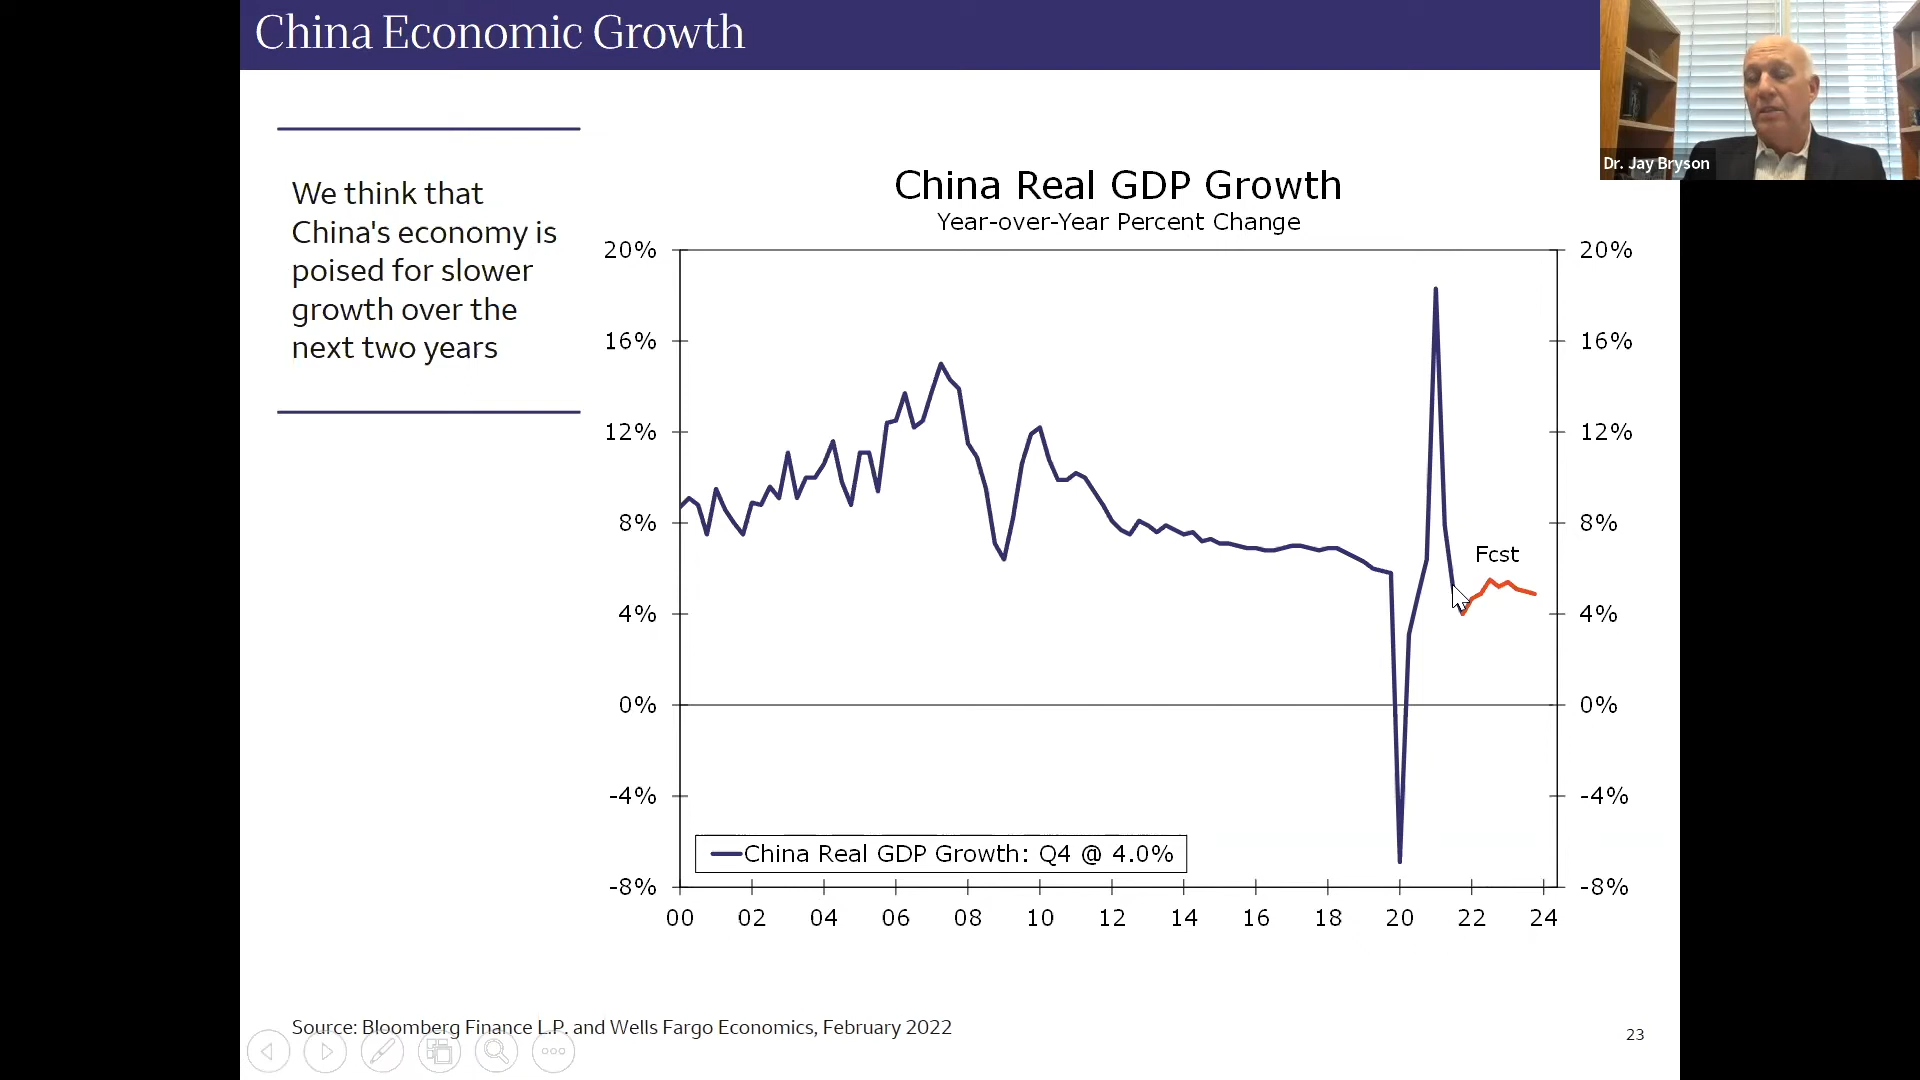 China Economic Growth
Dr. Jay Bryson
We think that
China's economy is
poised for slower
growth over the
next two years
China Real GDP Growth
Year-over-Year Percent Change
20% 20%
16% 16%
12% 12%
8% 8%
Fcst
4% 4%
0% 0%
-4% -4%
China Real GDP Growth: Q4 @ 4.0%
-8% -8%
00 02 04 06 08 10 12 14 16 18 20 22 24
Source: Bloomberg Finance L.P. and Wells Fargo Economics, February 2022
23